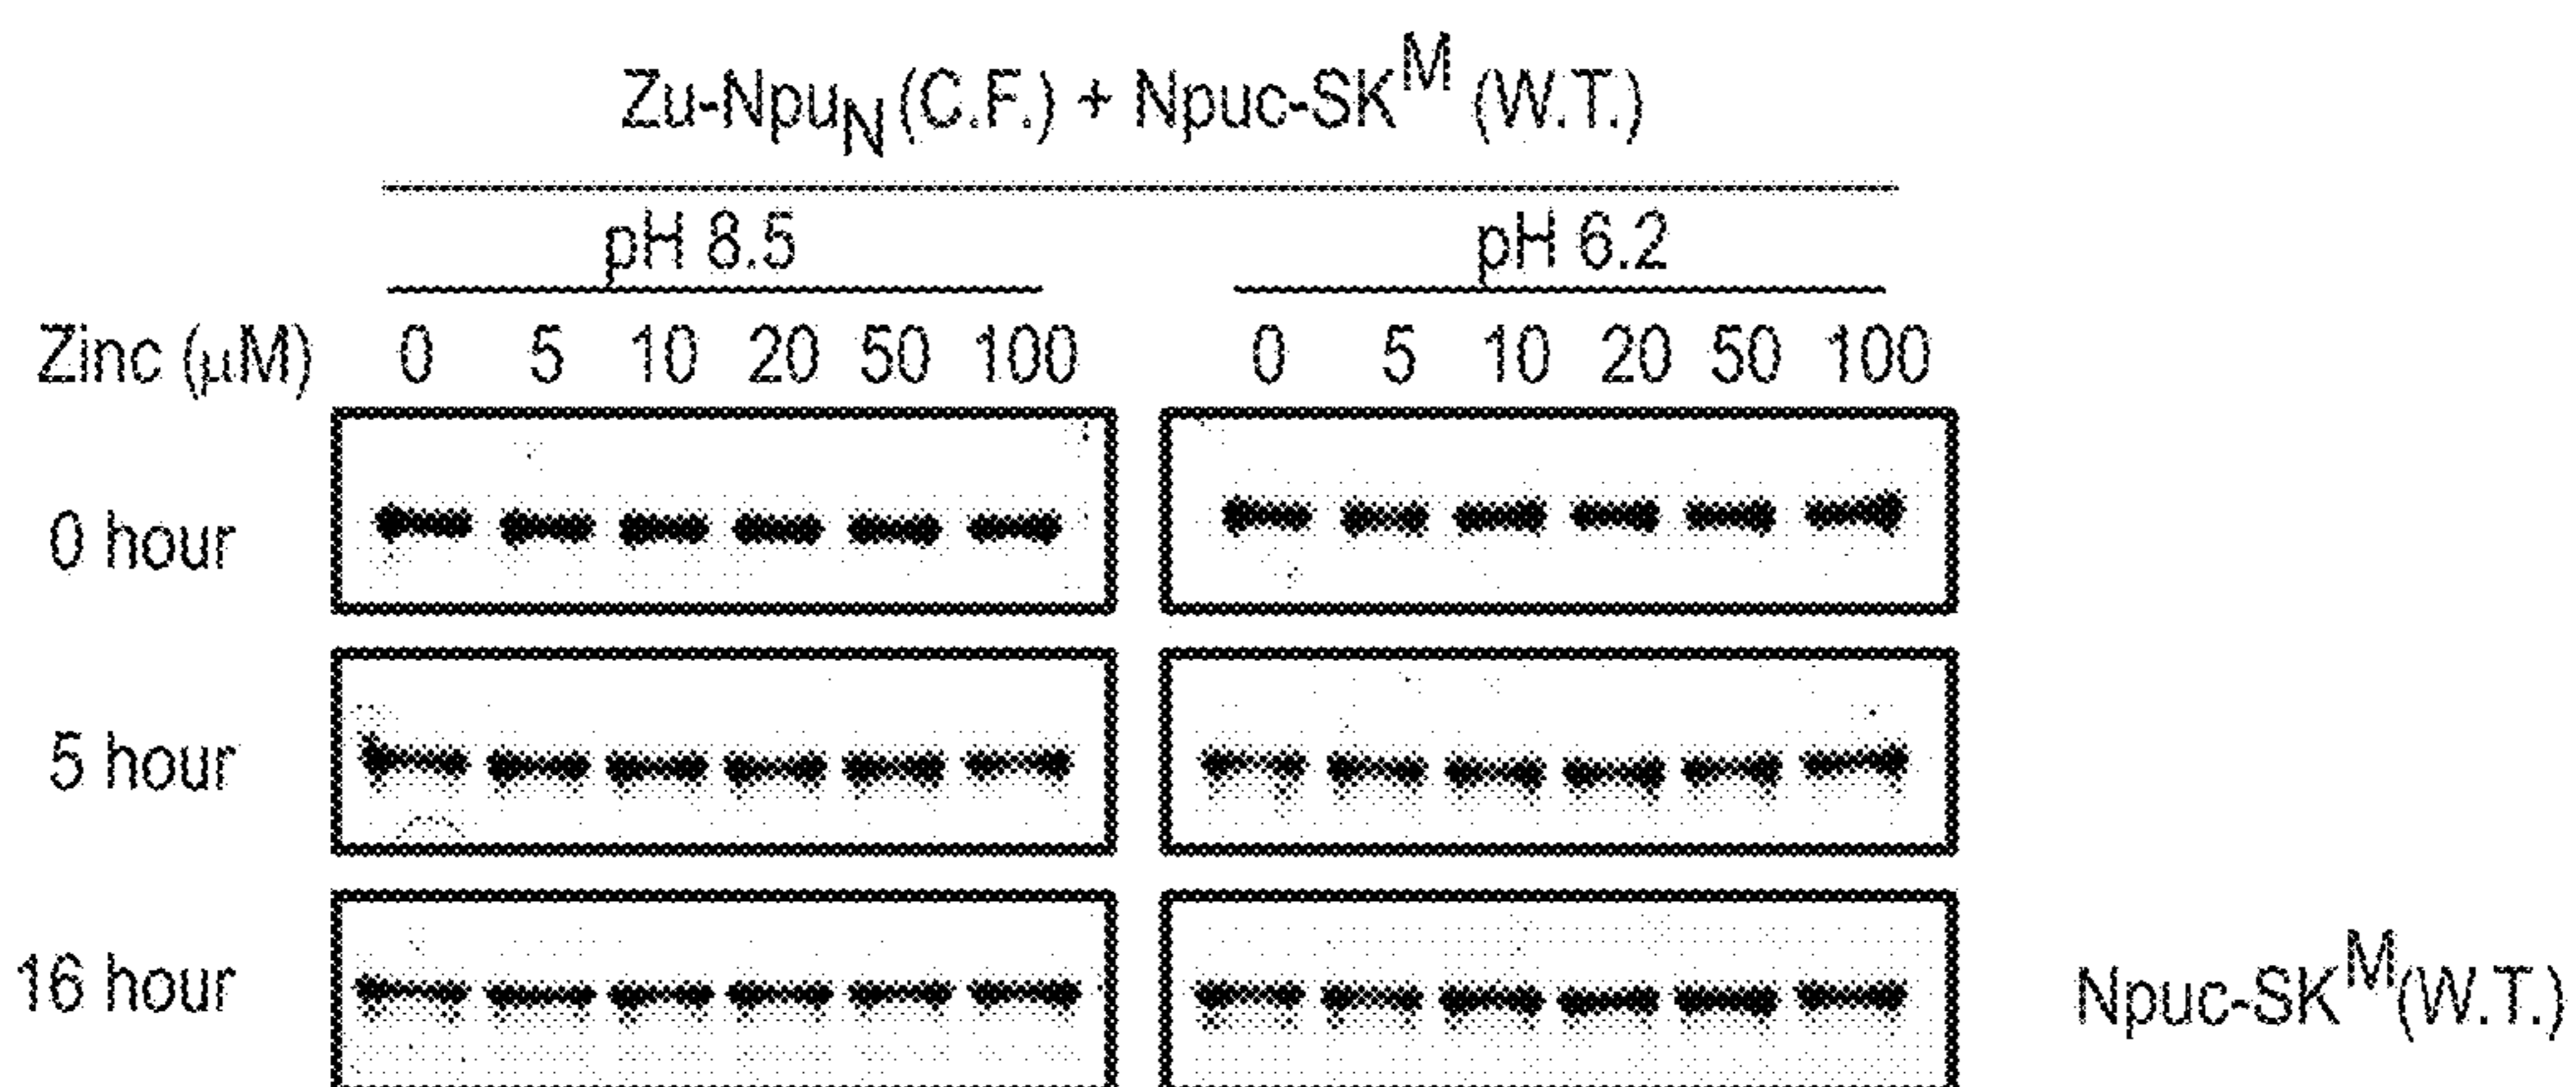 Zu-NpuN (C.F.) + Npuc-SKM (W.T.)
pH 8.5 pH 6.2
Zinc (µM) 0 5 10 20 50 100 0 5 10 20 50 100
0 hour
5 hour
16 hour Npuc-SKM(W.T.)